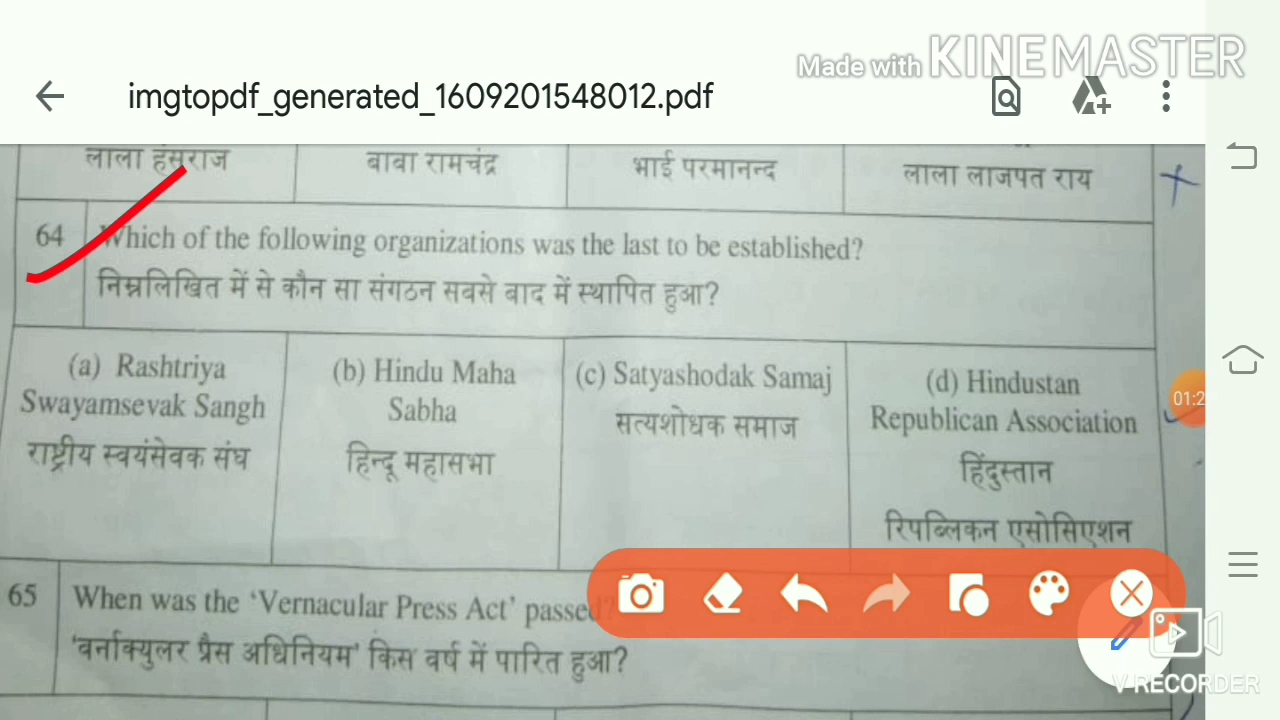 Made with KINEMASTER
imgtopdf_generated_1609201548012.pdf
लाला हंसराज बाबा रामचंद्र भाई परमानन्द लाला लाजपत राय
64 Which of the following organizations was the last to be established?
निम्नलिखित में से कौन सा संगठन सबसे बाद में स्थापित हुआ?
(a) Rashtriya
Swayamsevak Sangh
राष्ट्रीय स्वयंसेवक संघ
(b) Hindu Maha
Sabha
हिन्दू महासभा
(c) Satyashodak Samaj
सत्यशोधक समाज
(d) Hindustan
Republican Association
हिंदुस्तान
रिपब्लिकन एसोसिएशन
01:2
65 When was the ‘Vernacular Press Act’ passed?
'वर्नाक्युलर प्रैस अधिनियम' किस वर्ष में पारित हुआ?
V RECORDER